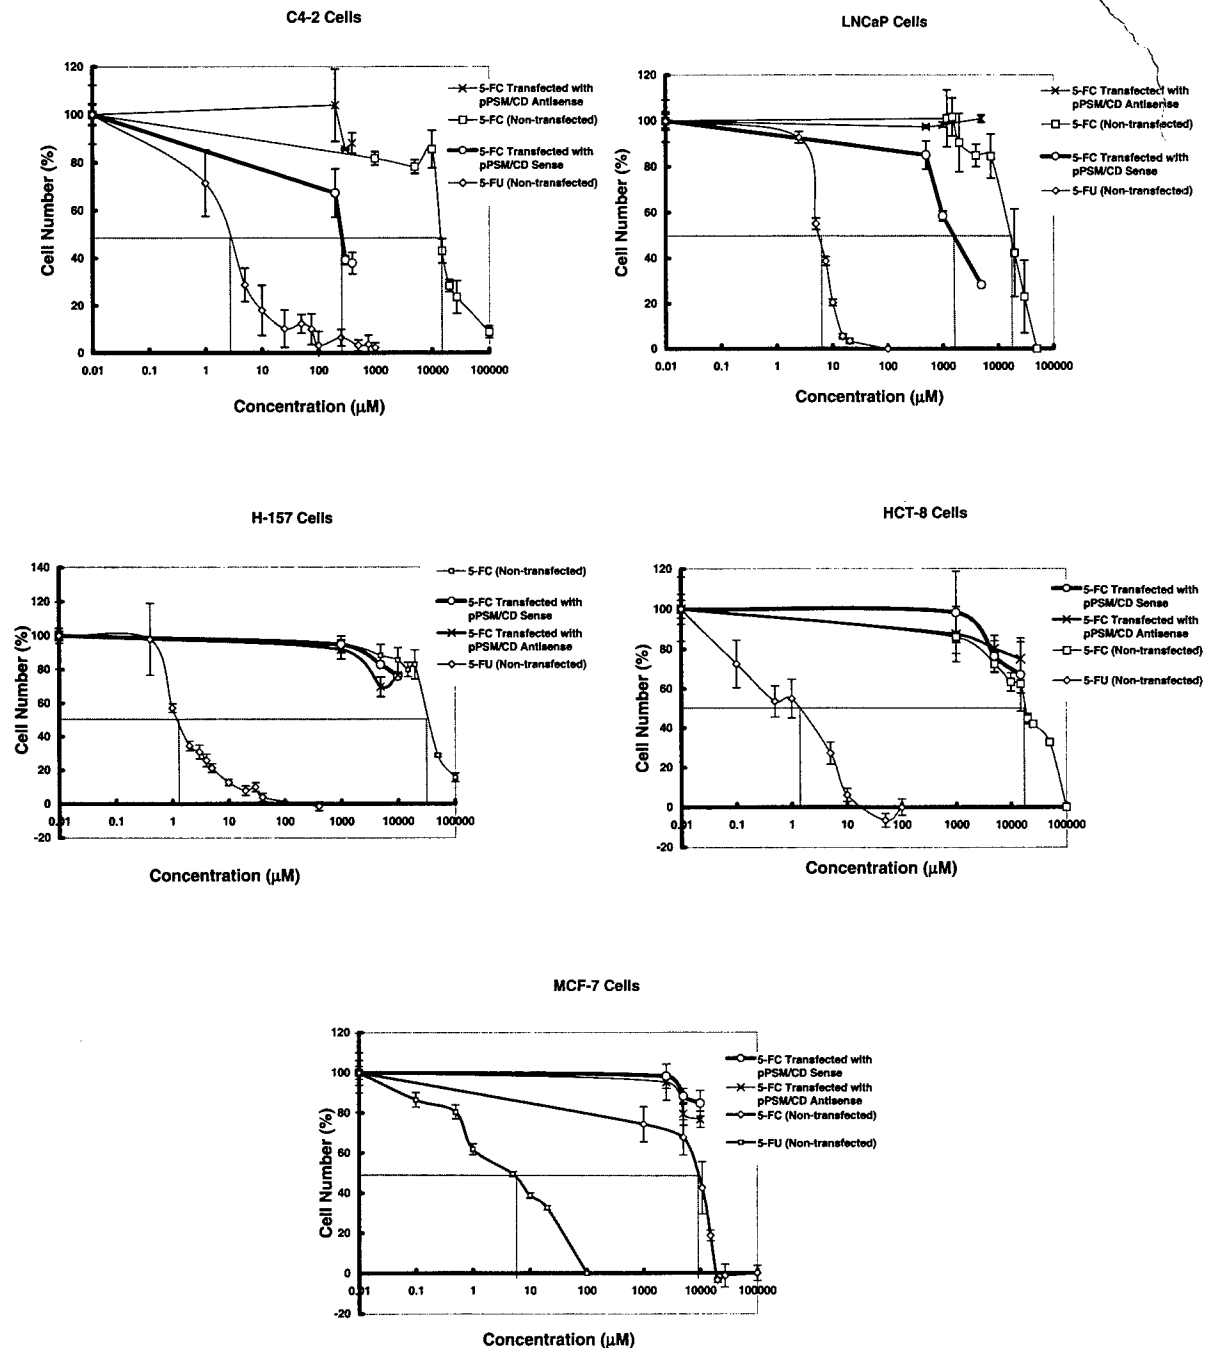 C4-2 Cells
120
100
80
60
40
20
0
Cell Number (%)
0.01 0.1 1 10 100 1000 10000 100000
Concentration (µM)
5-FC Transfected with
pPSM/CD Antisense
5-FC (Non-transfected)
5-FC Transfected with
pPSM/CD Sense
5-FU (Non-transfected)
LNCaP Cells
120
100
80
60
40
20
0
Cell Number (%)
0.01 0.1 1 10 100 1000 10000 100000
Concentration (µM)
5-FC Transfected with
pPSM/CD Antisense
5-FC (Non-transfected)
5-FC Transfected with
pPSM/CD Sense
5-FU (Non-transfected)
H-157 Cells
140
120
100
80
60
40
20
0
-20
Cell Number (%)
0.01 0.1 1 10 100 1000 10000 100000
Concentration (µM)
5-FC (Non-transfected)
5-FC Transfected with
pPSM/CD Sense
5-FC Transfected with
pPSM/CD Antisense
5-FU (Non-transfected)
HCT-8 Cells
120
100
80
60
40
20
0
-20
Cell Number (%)
0.01 0.1 1 10 100 1000 10000 100000
Concentration (µM)
5-FC Transfected with
pPSM/CD Sense
5-FC Transfected with
pPSM/CD Antisense
5-FC (Non-transfected)
5-FU (Non-transfected)
MCF-7 Cells
120
100
80
60
40
20
0
-20
Cell Number (%)
0.01 0.1 1 10 100 1000 10000 100000
Concentration (µM)
5-FC Transfected with
pPSM/CD Sense
5-FC Transfected with
pPSM/CD Antisense
5-FC (Non-transfected)
5-FU (Non-transfected)